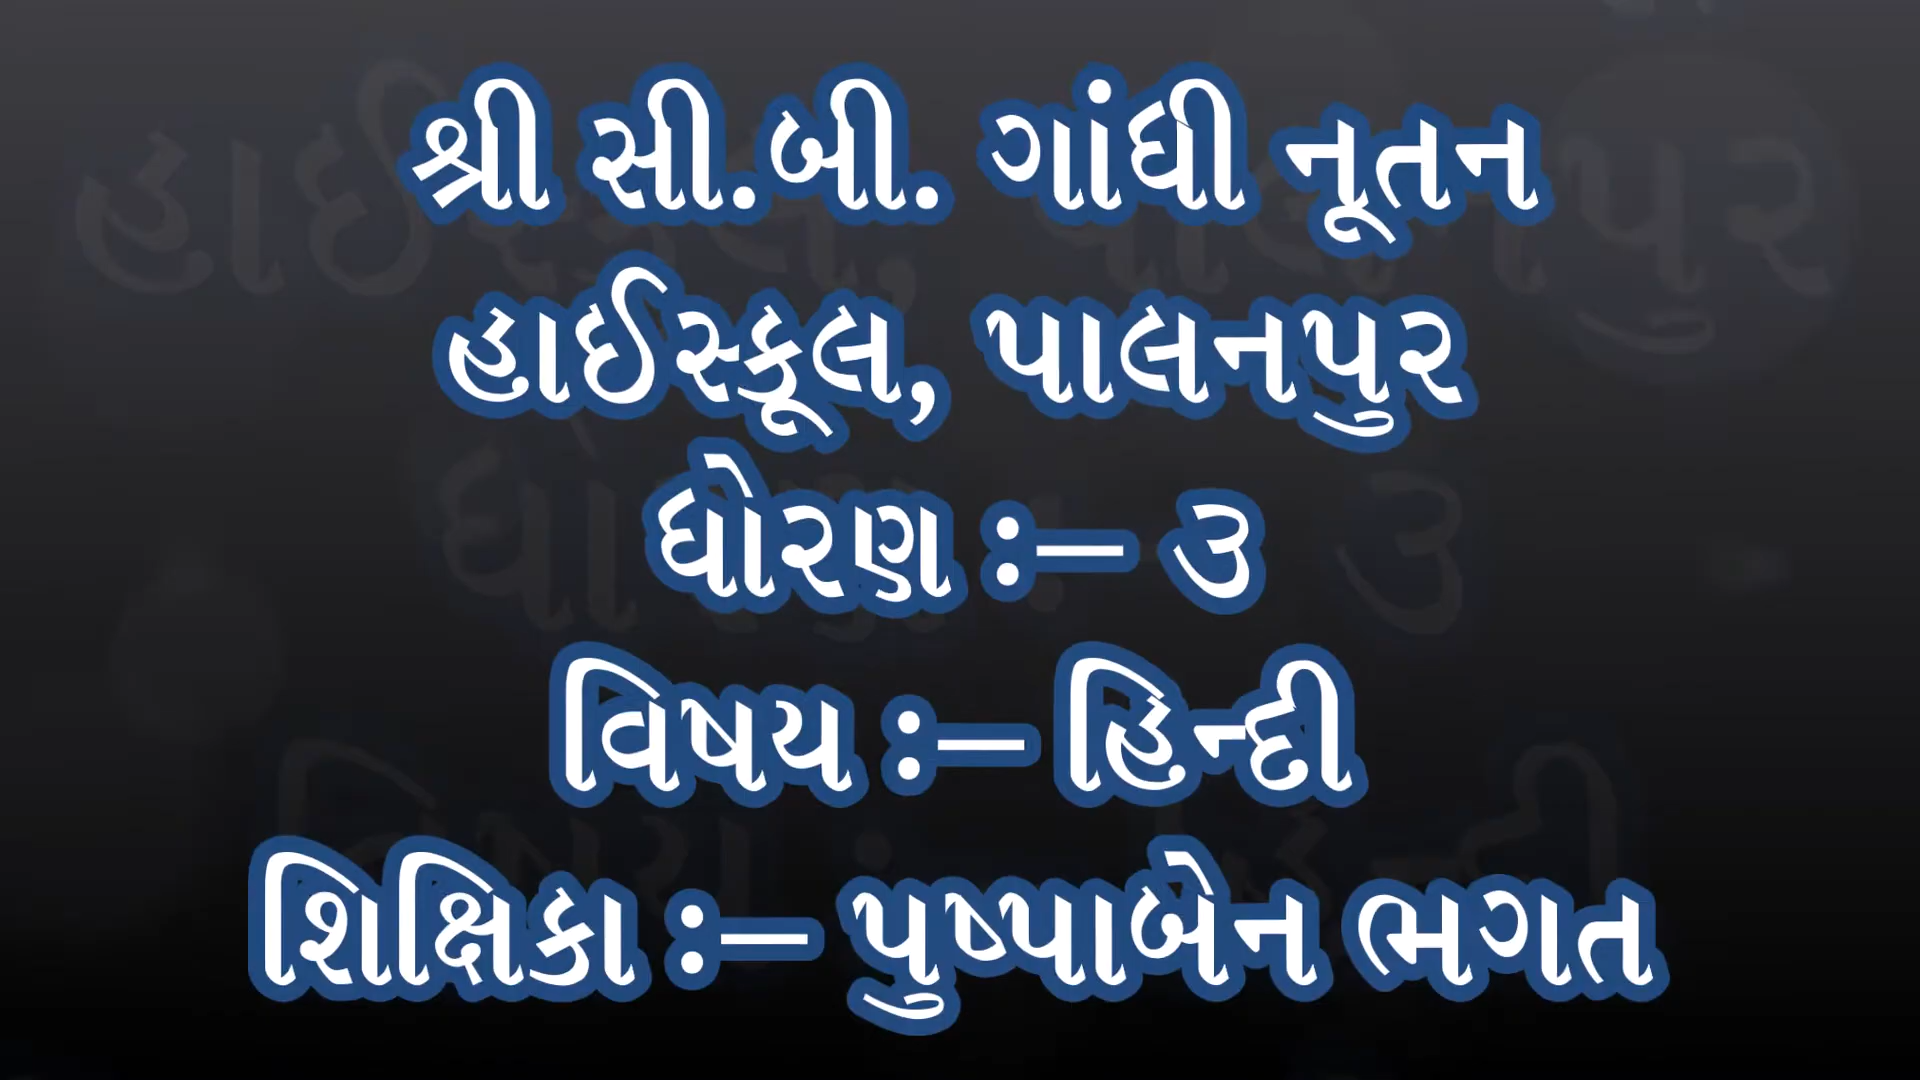 શ્રી સી.બી. ગાંધી નૂતન
હાઈસ્કૂલ, પાલનપુર
ધોરણ :– ૩
વિષય :– હિન્દી
શિક્ષિકા :– પુષ્પાબેન ભગત